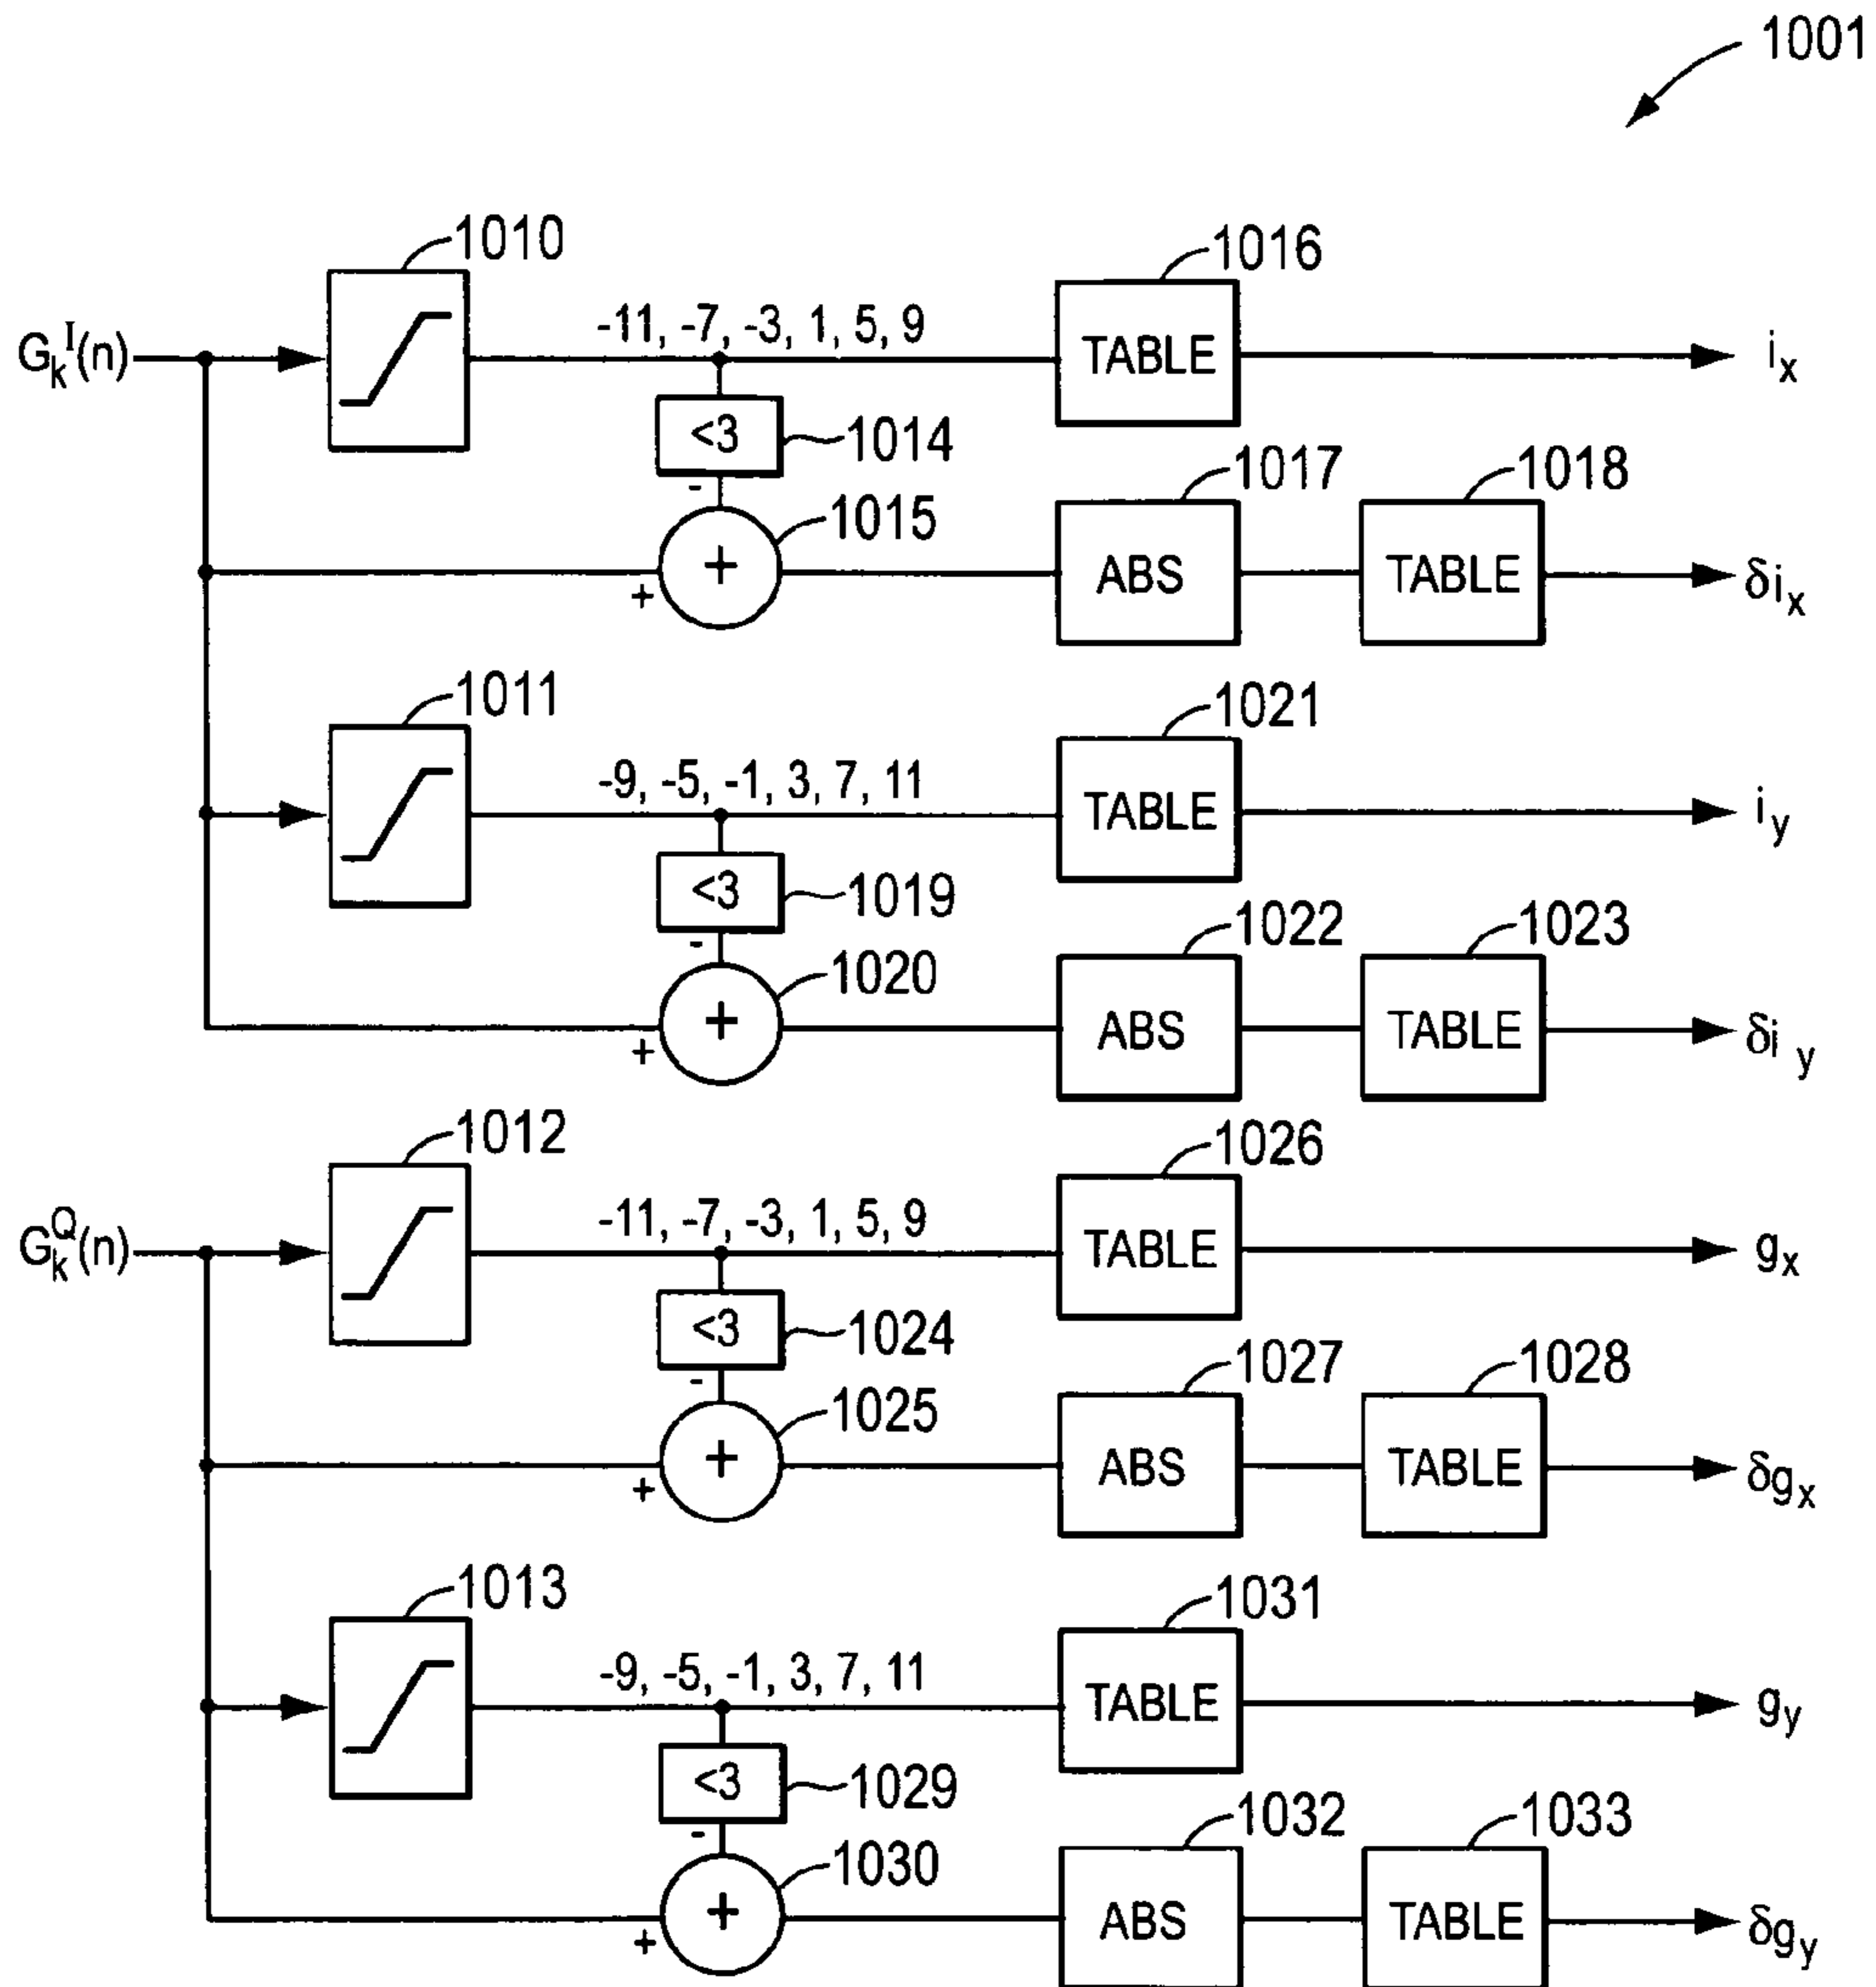 1001
1010
1016
G_k^I(n)
-11, -7, -3, 1, 5, 9
TABLE
i_x
<3
1014
1017
1018
-
1015
+
ABS
TABLE
δi_x
+
1011
1021
-9, -5, -1, 3, 7, 11
TABLE
i_y
<3
1019
1022
1023
-
1020
+
ABS
TABLE
δi_y
+
1012
1026
G_k^Q(n)
-11, -7, -3, 1, 5, 9
TABLE
g_x
<3
1024
1027
1028
-
1025
+
ABS
TABLE
δg_x
+
1013
1031
-9, -5, -1, 3, 7, 11
TABLE
g_y
<3
1029
1032
1033
-
1030
+
ABS
TABLE
δg_y
+